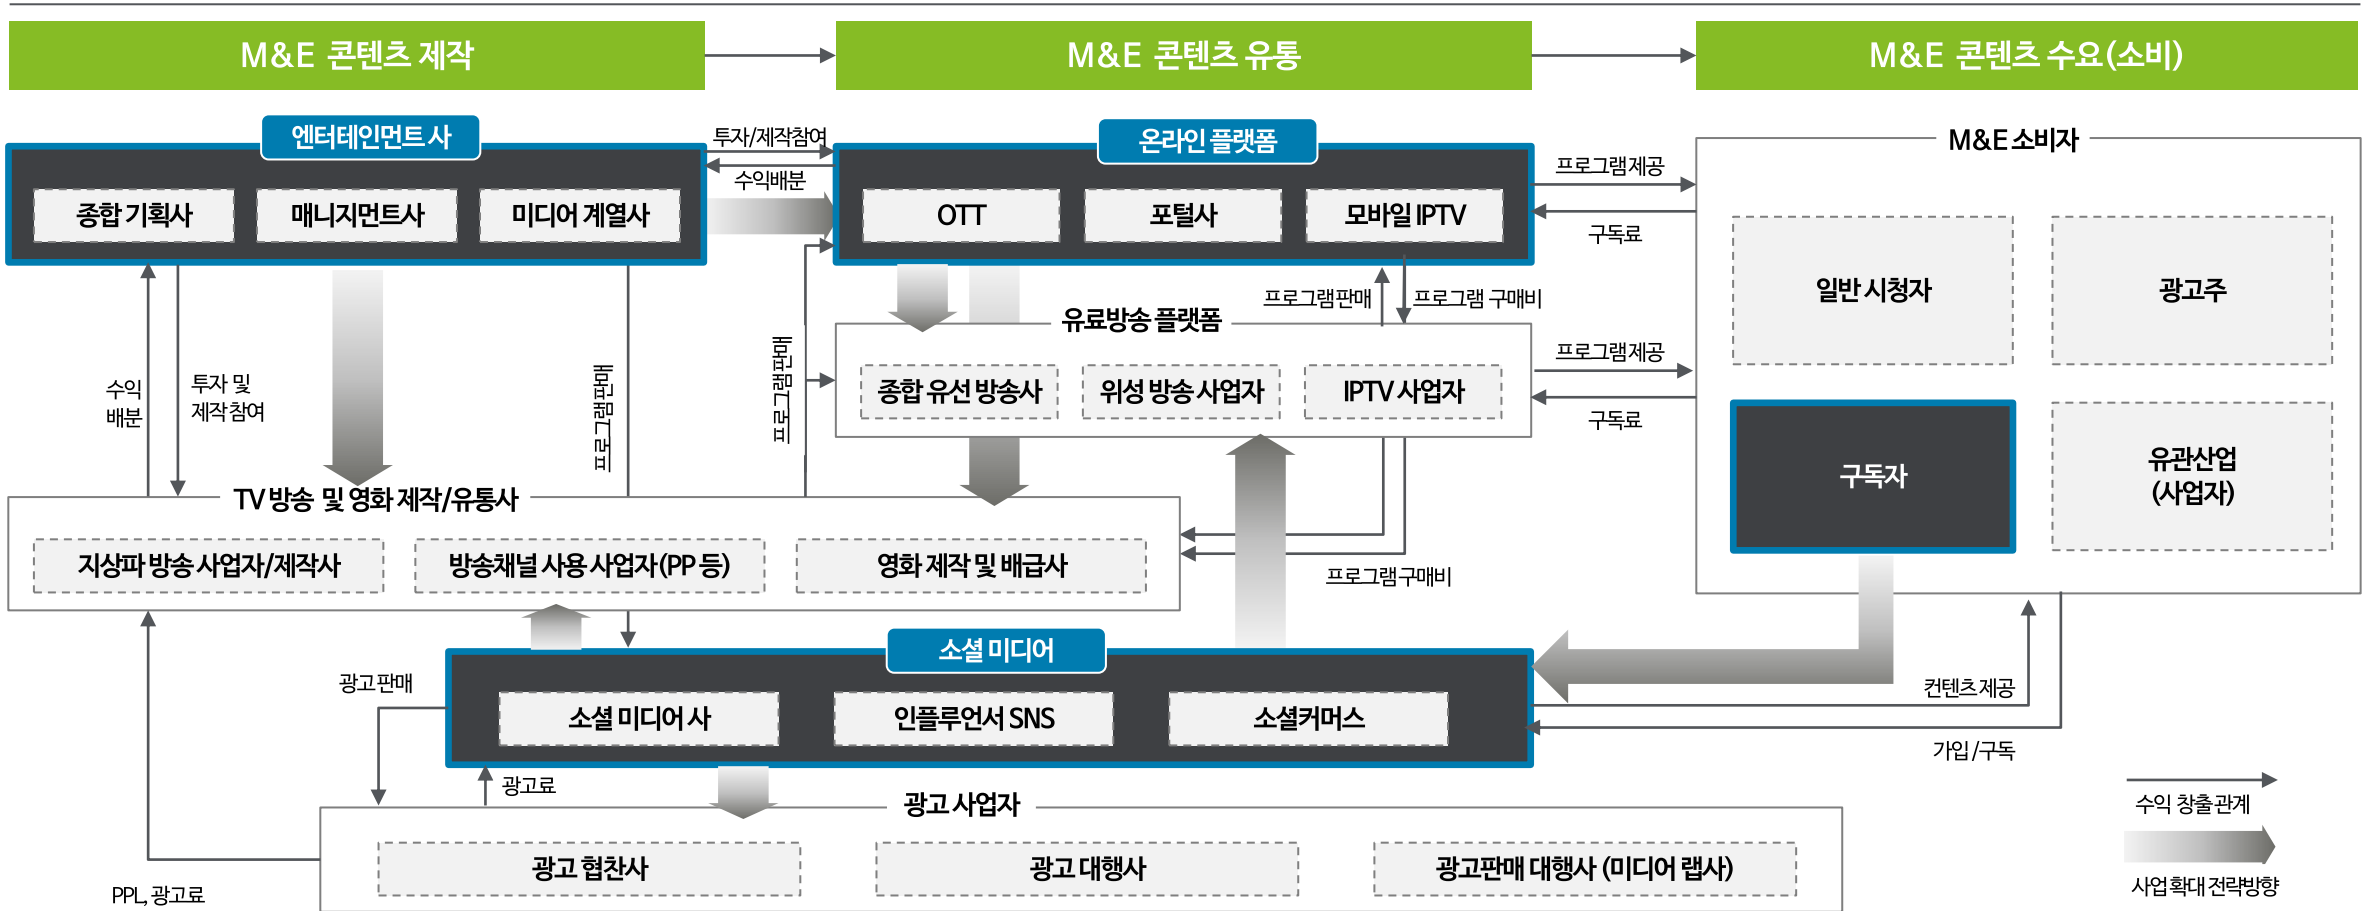 M&E 콘텐츠 제작
M&E 콘텐츠 유통
M&E 콘텐츠 수요(소비)
엔터테인먼트 사
종합 기획사
매니지먼트사
미디어 계열사
투자/제작참여
수익배분
온라인 플랫폼
OTT
포털사
모바일 IPTV
프로그램제공
구독료
M&E 소비자
일반 시청자
광고주
구독자
유관산업
(사업자)
프로그램판매
프로그램 구매비
유료방송 플랫폼
종합 유선 방송사
위성 방송 사업자
IPTV 사업자
프로그램제공
구독료
수익
배분
투자 및
제작 참여
프로그램판매
프로그램판매
TV 방송 및 영화 제작/유통사
지상파 방송 사업자/제작사
방송채널 사용 사업자(PP 등)
영화 제작 및 배급사
프로그램구매비
소셜 미디어
소셜 미디어 사
인플루언서 SNS
소셜커머스
광고판매
광고료
컨텐츠 제공
가입 /구독
광고 사업자
광고 협찬사
광고 대행사
광고판매 대행사 (미디어 랩사)
PPL, 광고료
수익 창출관계
사업확대 전략방향